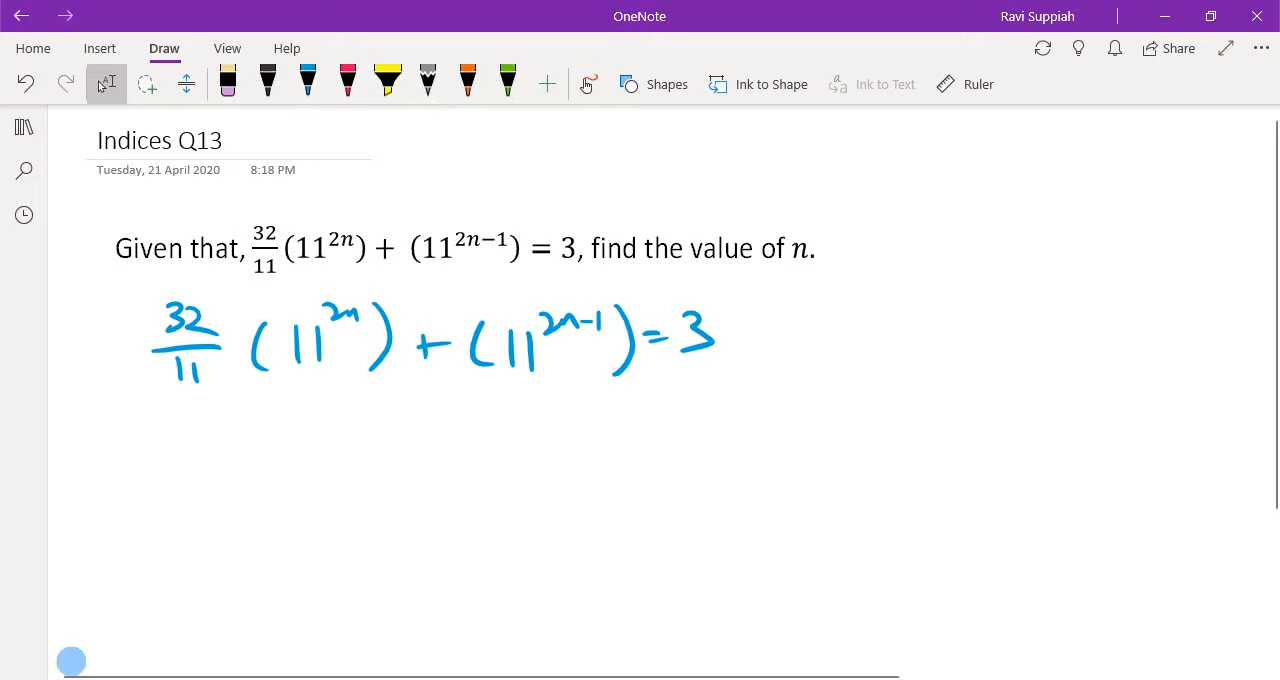 OneNote
Ravi Suppiah
Home Insert Draw View Help
Share
Shapes Ink to Shape Ink to Text Ruler
Indices Q13
Tuesday, 21 April 2020 8:18 PM
Given that, 32/11 (11^{2n}) + (11^{2n−1}) = 3, find the value of n.
32/11 (11^{2n}) + (11^{2n−1}) = 3